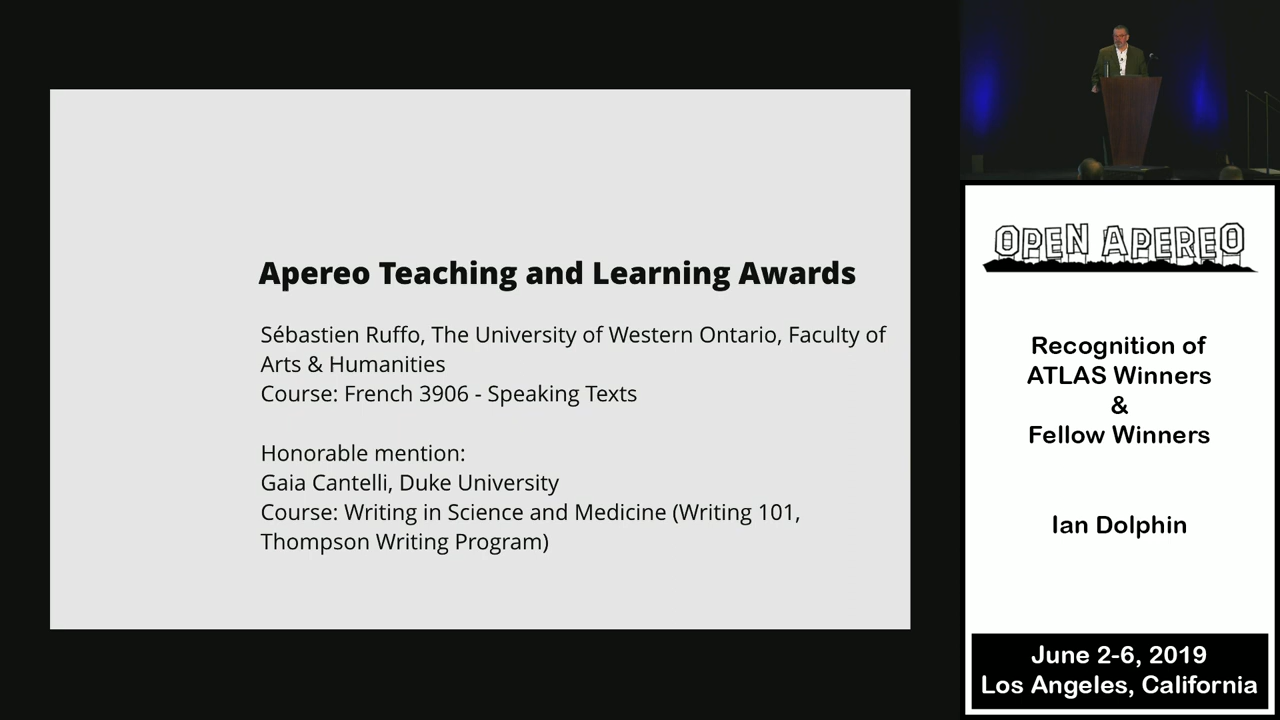 Apereo Teaching and Learning Awards
Sébastien Ruffo, The University of Western Ontario, Faculty of
Arts & Humanities
Course: French 3906 - Speaking Texts
Honorable mention:
Gaia Cantelli, Duke University
Course: Writing in Science and Medicine (Writing 101,
Thompson Writing Program)
OPEN APEREO
Recognition of
ATLAS Winners
&
Fellow Winners
Ian Dolphin
June 2-6, 2019
Los Angeles, California